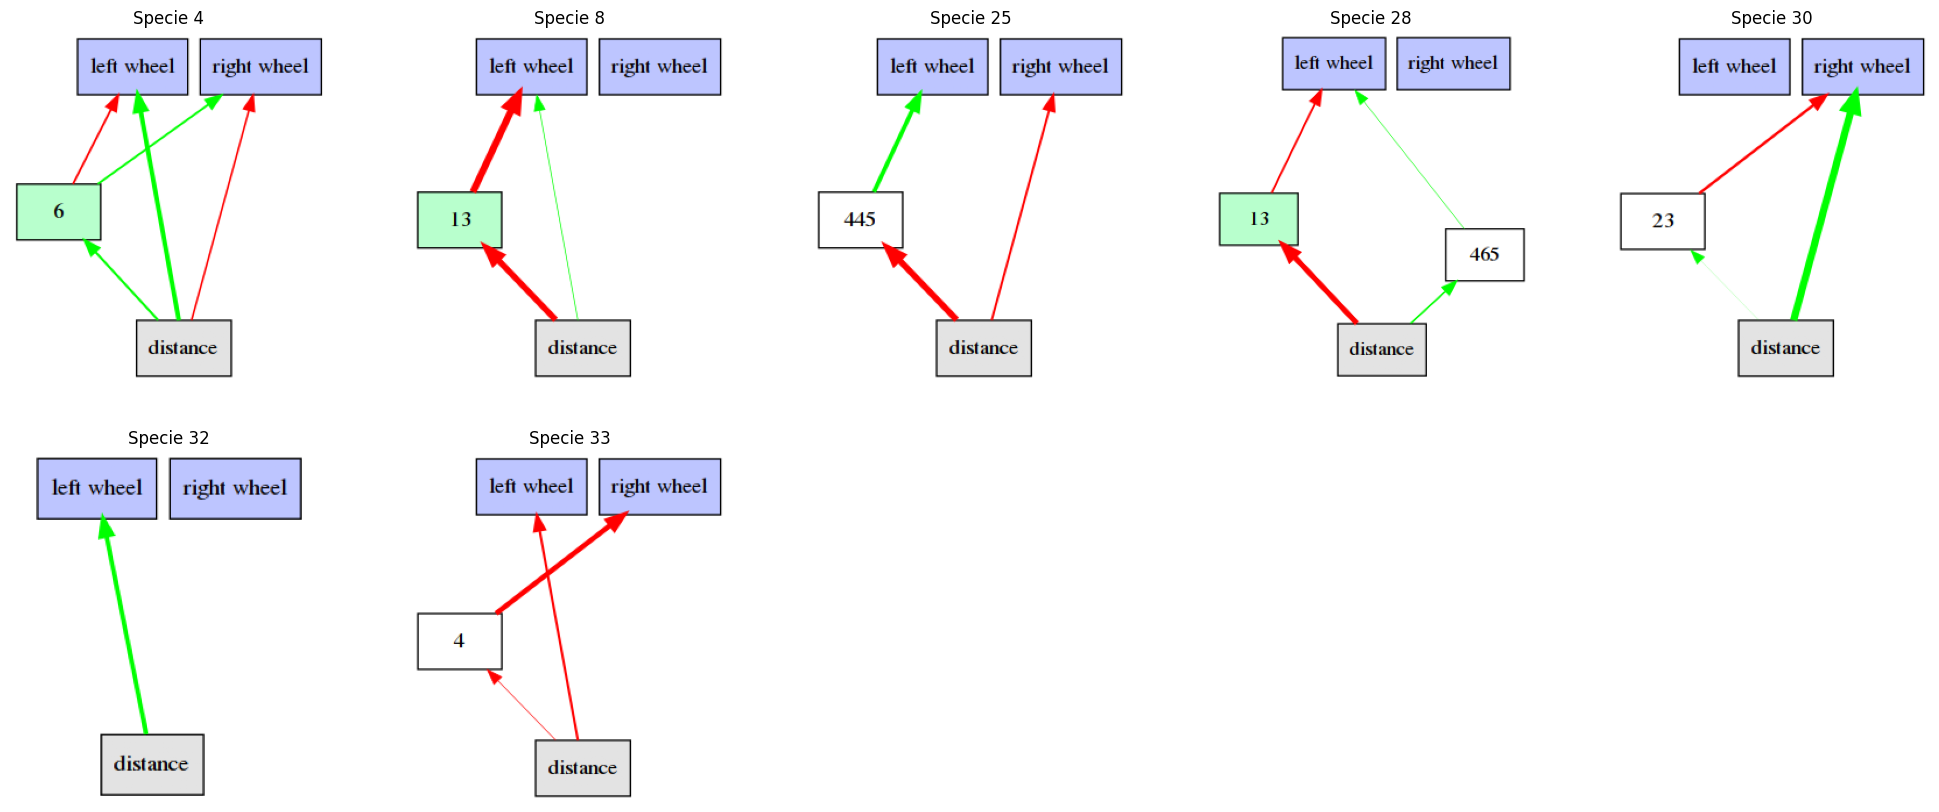 Specie 4
left wheel
right wheel
6
distance
Specie 8
left wheel
right wheel
13
distance
Specie 25
left wheel
right wheel
445
distance
Specie 28
left wheel
right wheel
13
465
distance
Specie 30
left wheel
right wheel
23
distance
Specie 32
left wheel
right wheel
distance
Specie 33
left wheel
right wheel
4
distance